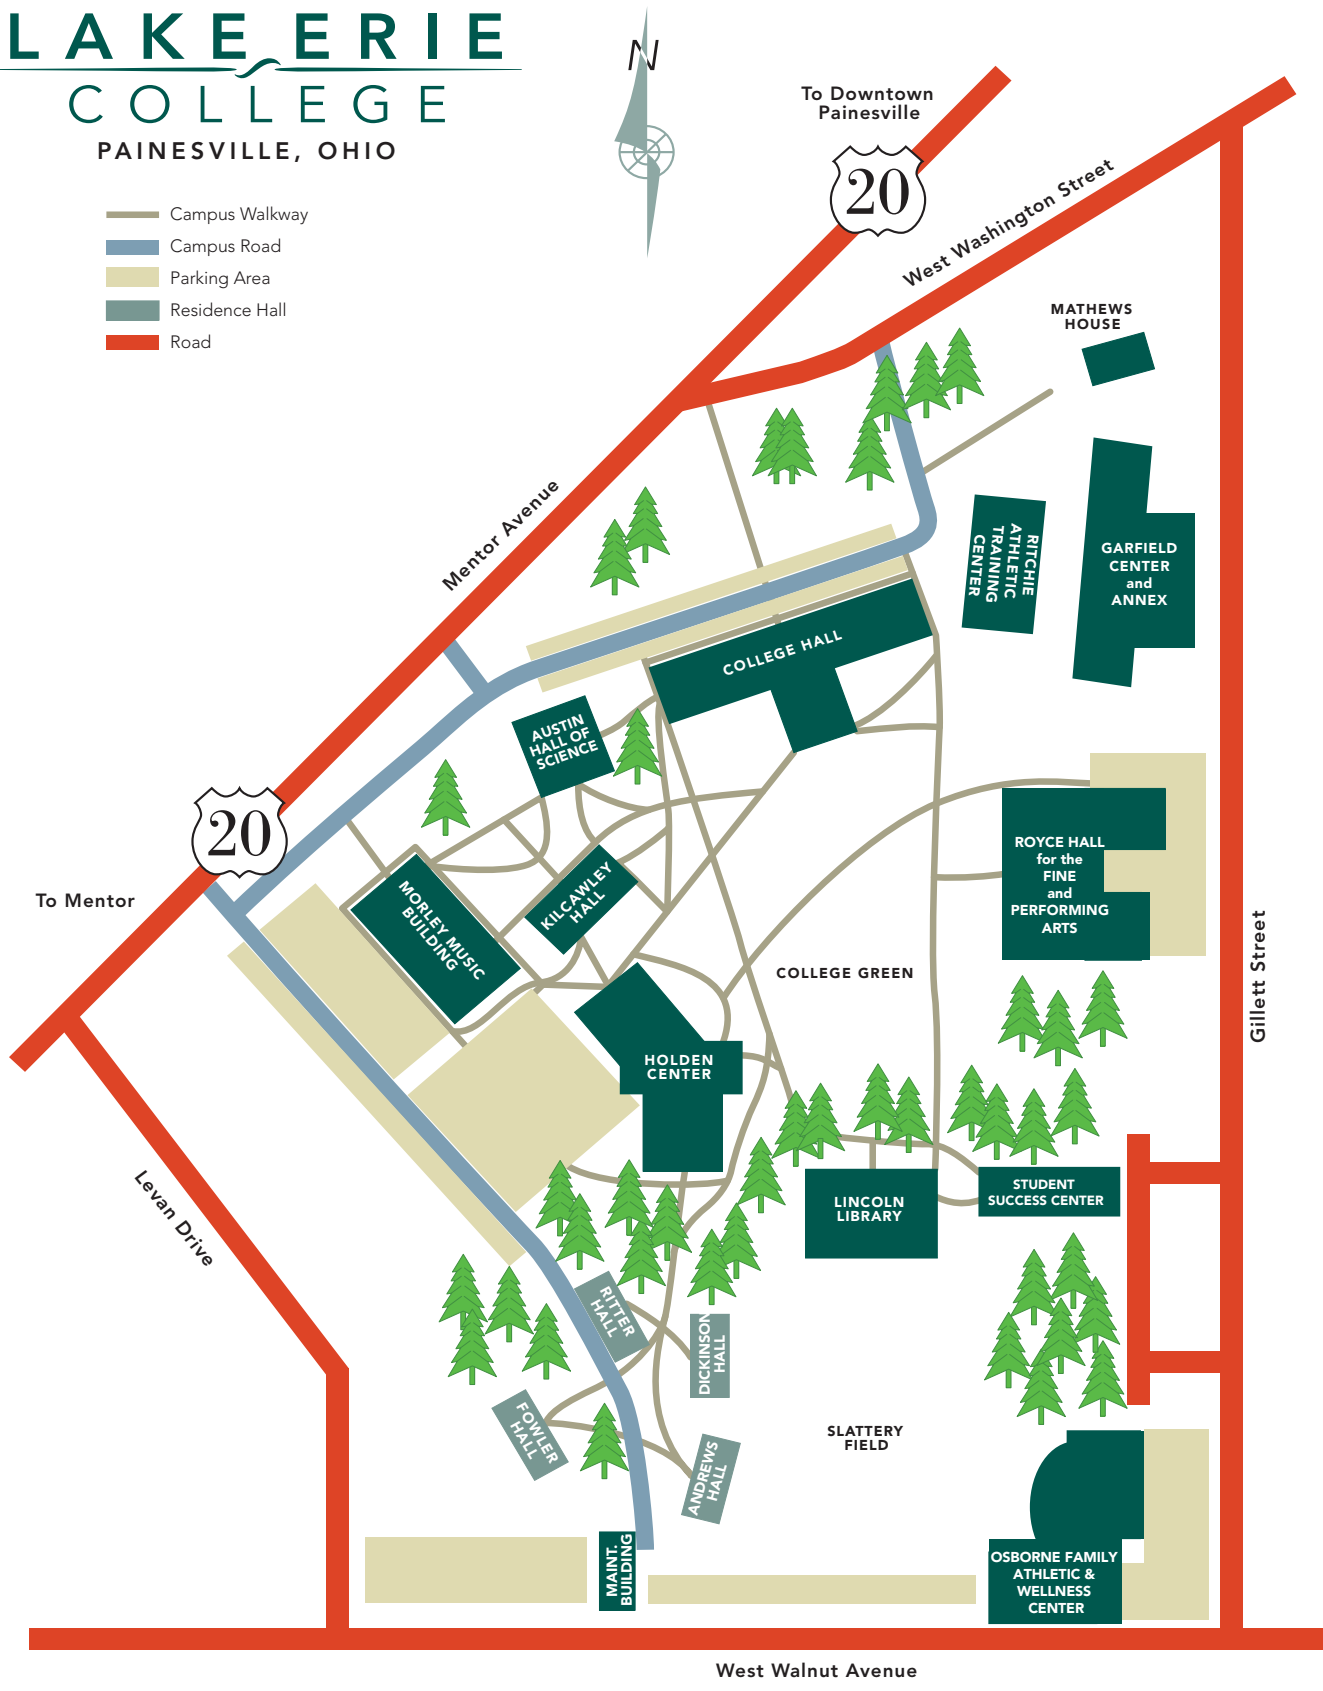 LAKE ERIE
COLLEGE
PAINESVILLE, OHIO
N
Campus Walkway
Campus Road
Parking Area
Residence Hall
Road
To Downtown
Painesville
20
West Washington Street
MATHEWS
HOUSE
Mentor Avenue
RITCHIE
ATHLETIC
TRAINING
CENTER
GARFIELD
CENTER
and
ANNEX
COLLEGE HALL
AUSTIN
HALL OF
SCIENCE
20
To Mentor
MORLEY MUSIC
BUILDING
KILCAWLEY
HALL
ROYCE HALL
for the
FINE
and
PERFORMING
ARTS
COLLEGE GREEN
Gillett Street
HOLDEN
CENTER
Levan Drive
LINCOLN
LIBRARY
STUDENT
SUCCESS CENTER
RITTER
HALL
DICKINSON
HALL
FOWLER
HALL
ANDREWS
HALL
SLATTERY
FIELD
MAINT.
BUILDING
OSBORNE FAMILY
ATHLETIC &
WELLNESS
CENTER
West Walnut Avenue